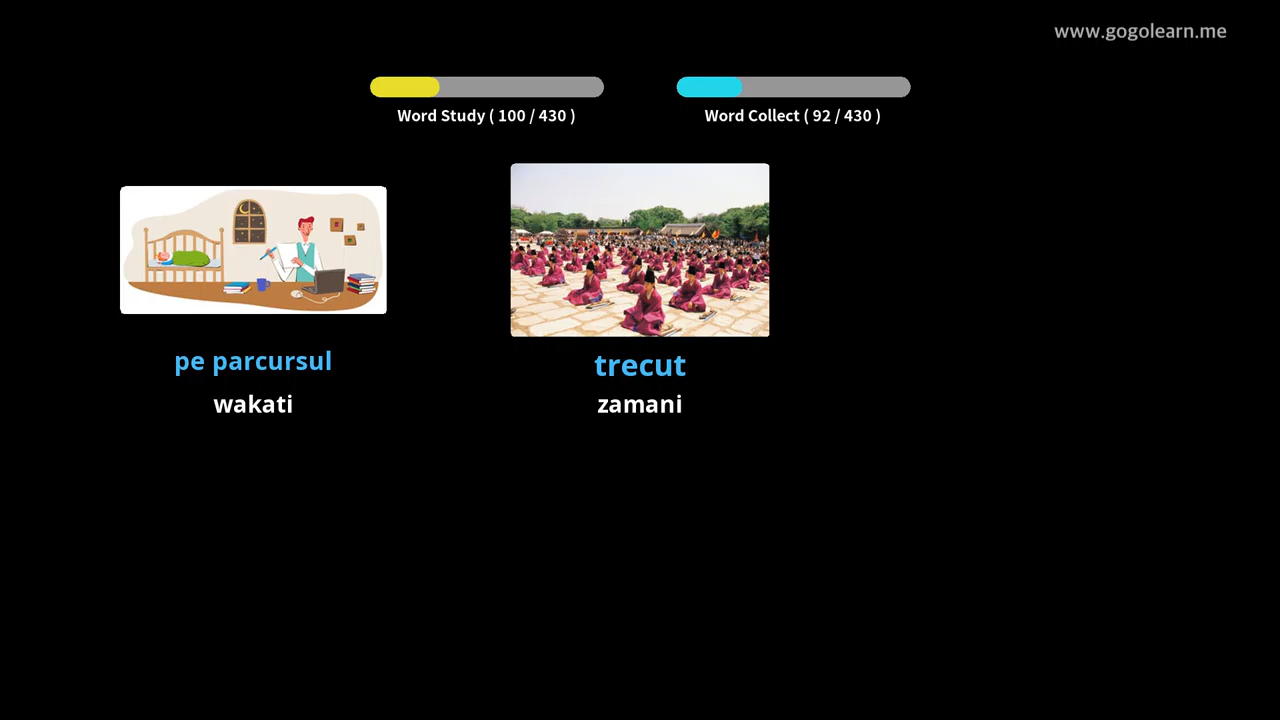 www.gogolearn.me
Word Study ( 100 / 430 )
Word Collect ( 92 / 430 )
pe parcursul
wakati
trecut
zamani